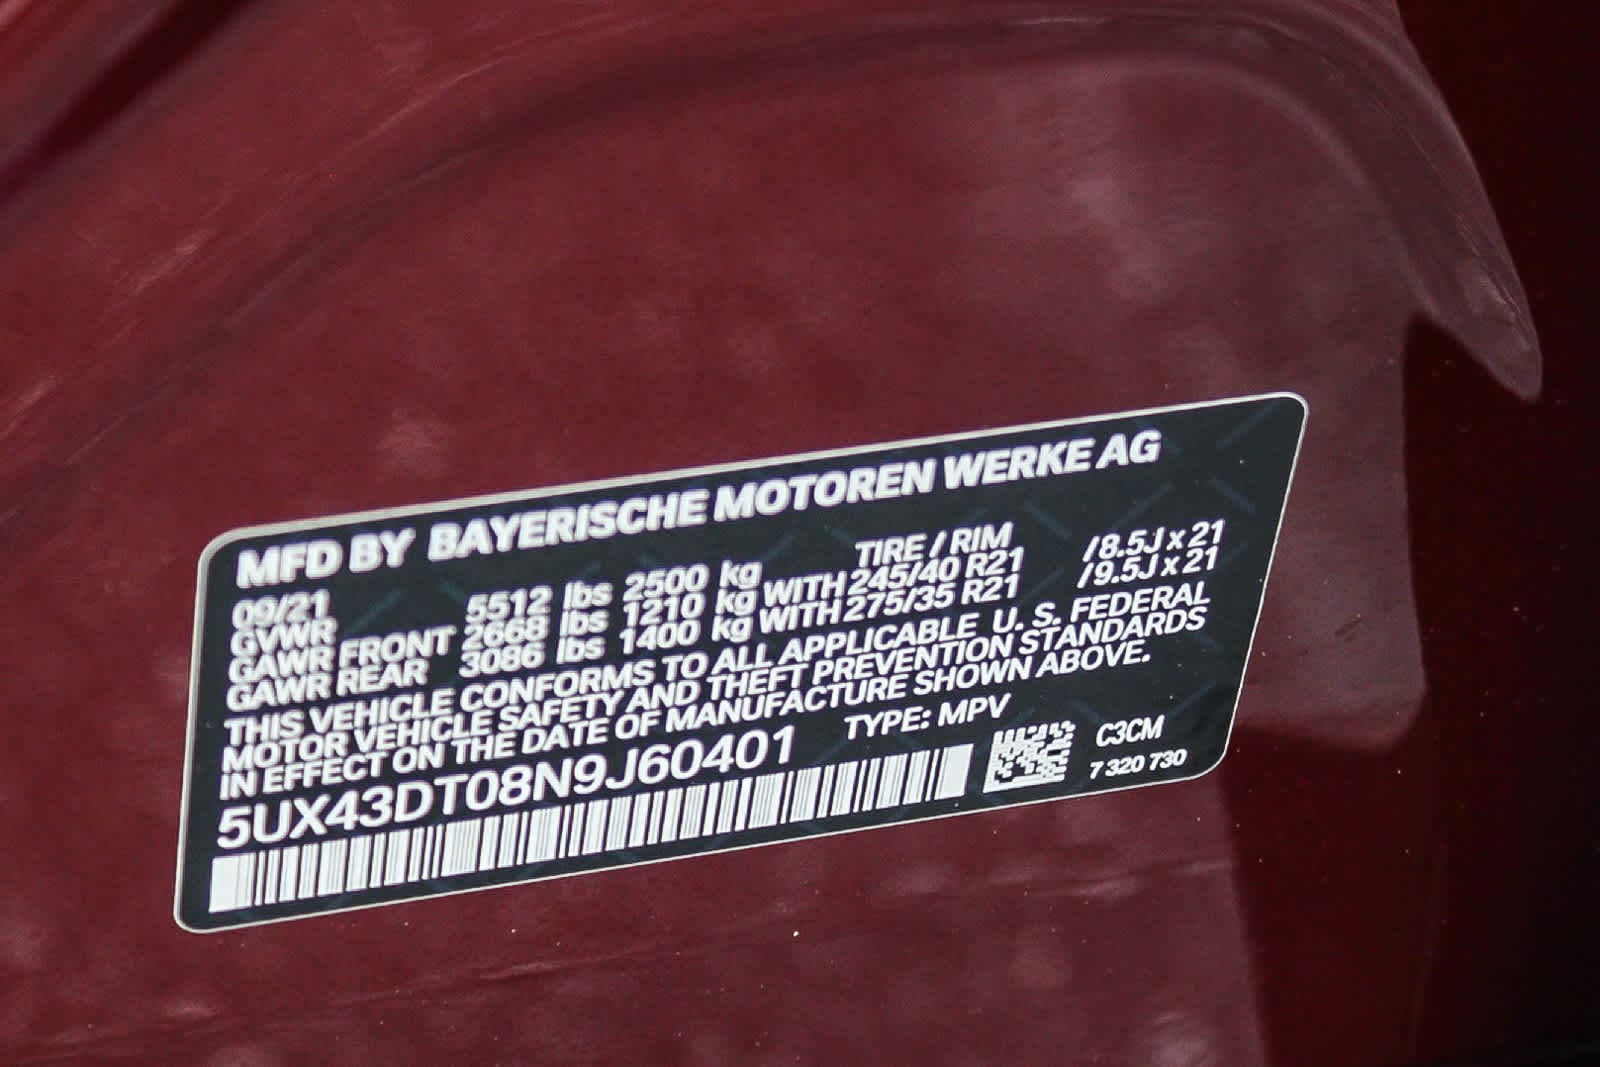 MFD BY BAYERISCHE MOTOREN WERKE AG
09/21 TIRE / RIM
GVWR 5512 lbs 2500 kg
GAWR FRONT 2668 lbs 1210 kg WITH 245/40 R21 /8.5J x 21
GAWR REAR 3086 lbs 1400 kg WITH 275/35 R21 /9.5J x 21
THIS VEHICLE CONFORMS TO ALL APPLICABLE U. S. FEDERAL
MOTOR VEHICLE SAFETY AND THEFT PREVENTION STANDARDS
IN EFFECT ON THE DATE OF MANUFACTURE SHOWN ABOVE.
5UX43DT08N9J60401 TYPE: MPV
C3CM
7 320 730